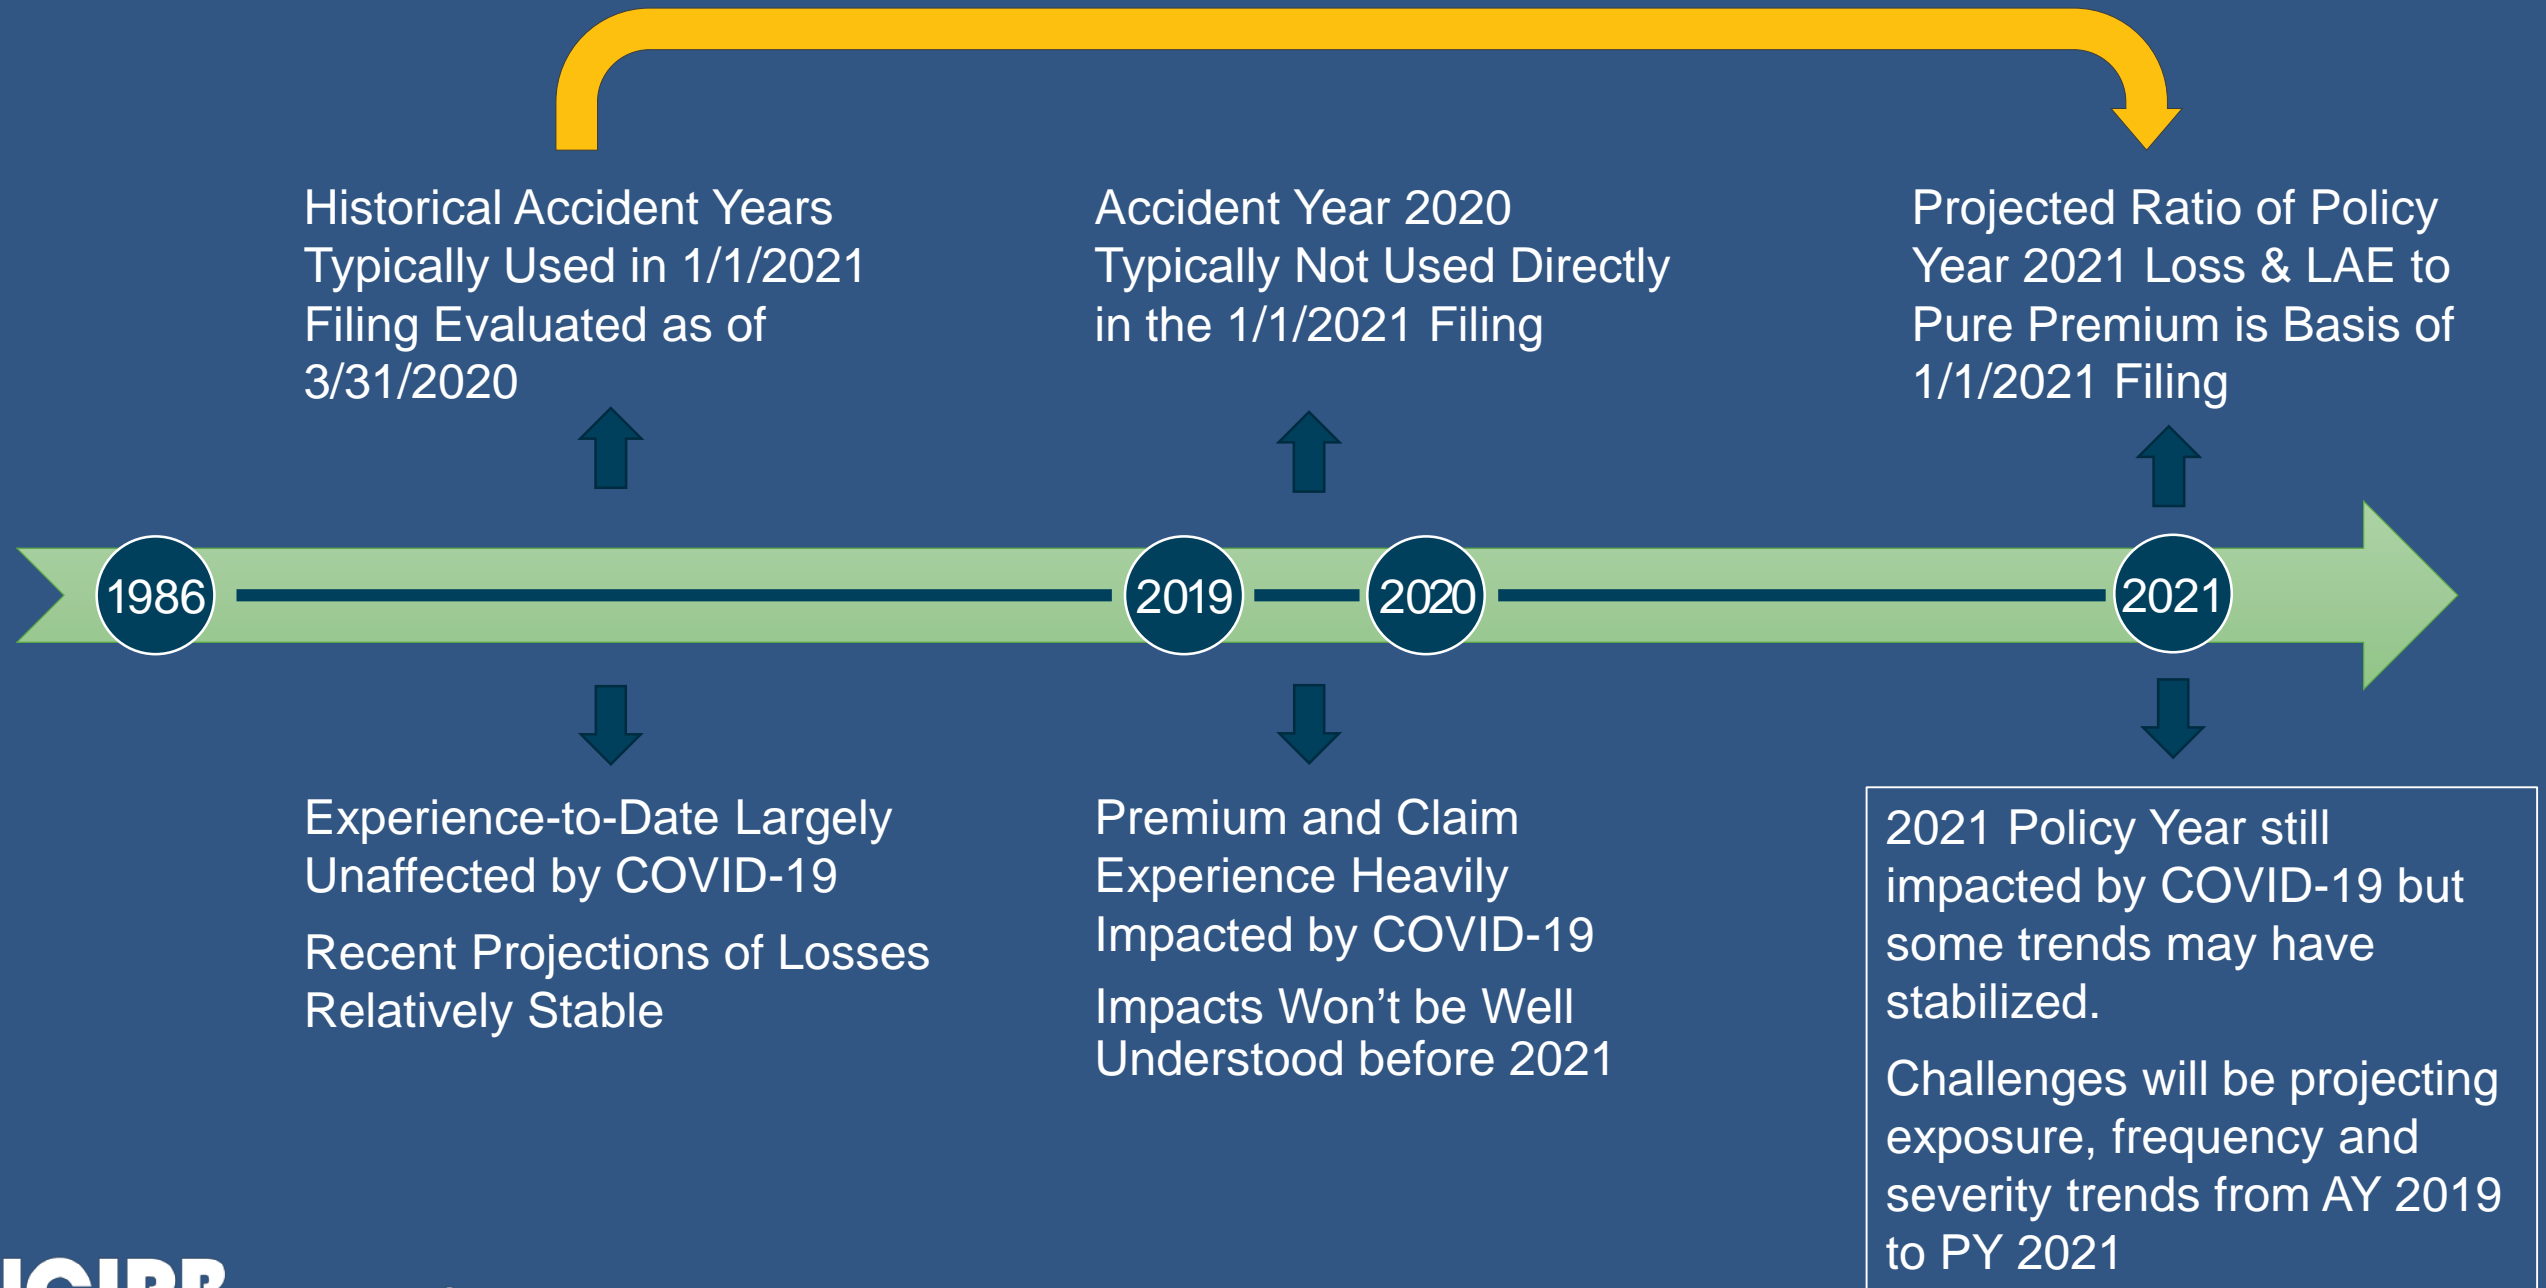 Historical Accident Years
Typically Used in 1/1/2021
Filing Evaluated as of
3/31/2020
Accident Year 2020
Typically Not Used Directly
in the 1/1/2021 Filing
Projected Ratio of Policy
Year 2021 Loss & LAE to
Pure Premium is Basis of
1/1/2021 Filing
1986
2019
2020
2021
Experience-to-Date Largely
Unaffected by COVID-19
Recent Projections of Losses
Relatively Stable
Premium and Claim
Experience Heavily
Impacted by COVID-19
Impacts Won't be Well
Understood before 2021
2021 Policy Year still
impacted by COVID-19 but
some trends may have
stabilized.
Challenges will be projecting
exposure, frequency and
severity trends from AY 2019
to PY 2021